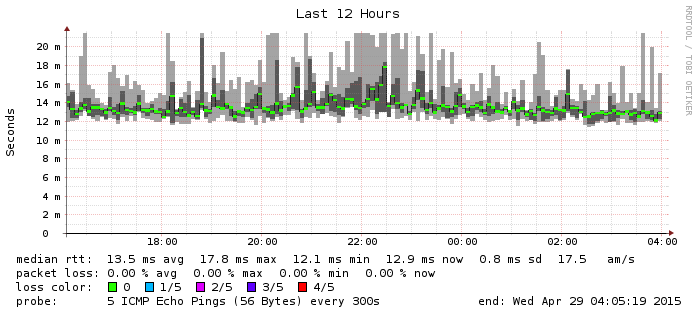 Last 12 Hours
RRDTOOL / TOBI OETIKER
Seconds
20 m
18 m
16 m
14 m
12 m
10 m
8 m
6 m
4 m
2 m
0
18:00 20:00 22:00 00:00 02:00 04:00
median rtt: 13.5 ms avg 17.8 ms max 12.1 ms min 12.9 ms now 0.8 ms sd 17.5 am/s
packet loss: 0.00 % avg 0.00 % max 0.00 % min 0.00 % now
loss color: 0 1/5 2/5 3/5 4/5
probe: 5 ICMP Echo Pings (56 Bytes) every 300s end: Wed Apr 29 04:05:19 2015